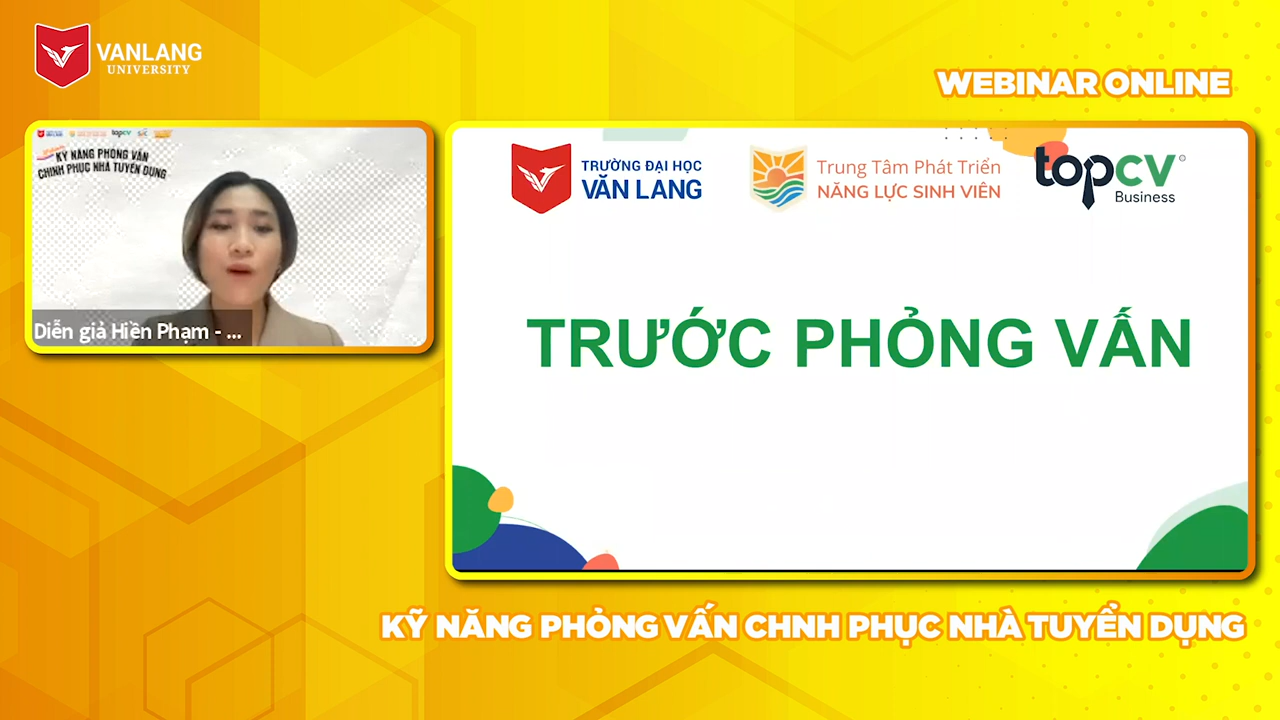 VANLANG
UNIVERSITY
WEBINAR ONLINE
topcv
KỸ NĂNG PHỎNG VẤN
CHINH PHỤC NHÀ TUYỂN DỤNG
Diễn giả Hiền Phạm - ...
TRƯỜNG ĐẠI HỌC
VĂN LANG
Trung Tâm Phát Triển
NĂNG LỰC SINH VIÊN
topcv
Business
TRƯỚC PHỎNG VẤN
KỸ NĂNG PHỎNG VẤN CHNH PHỤC NHÀ TUYỂN DỤNG